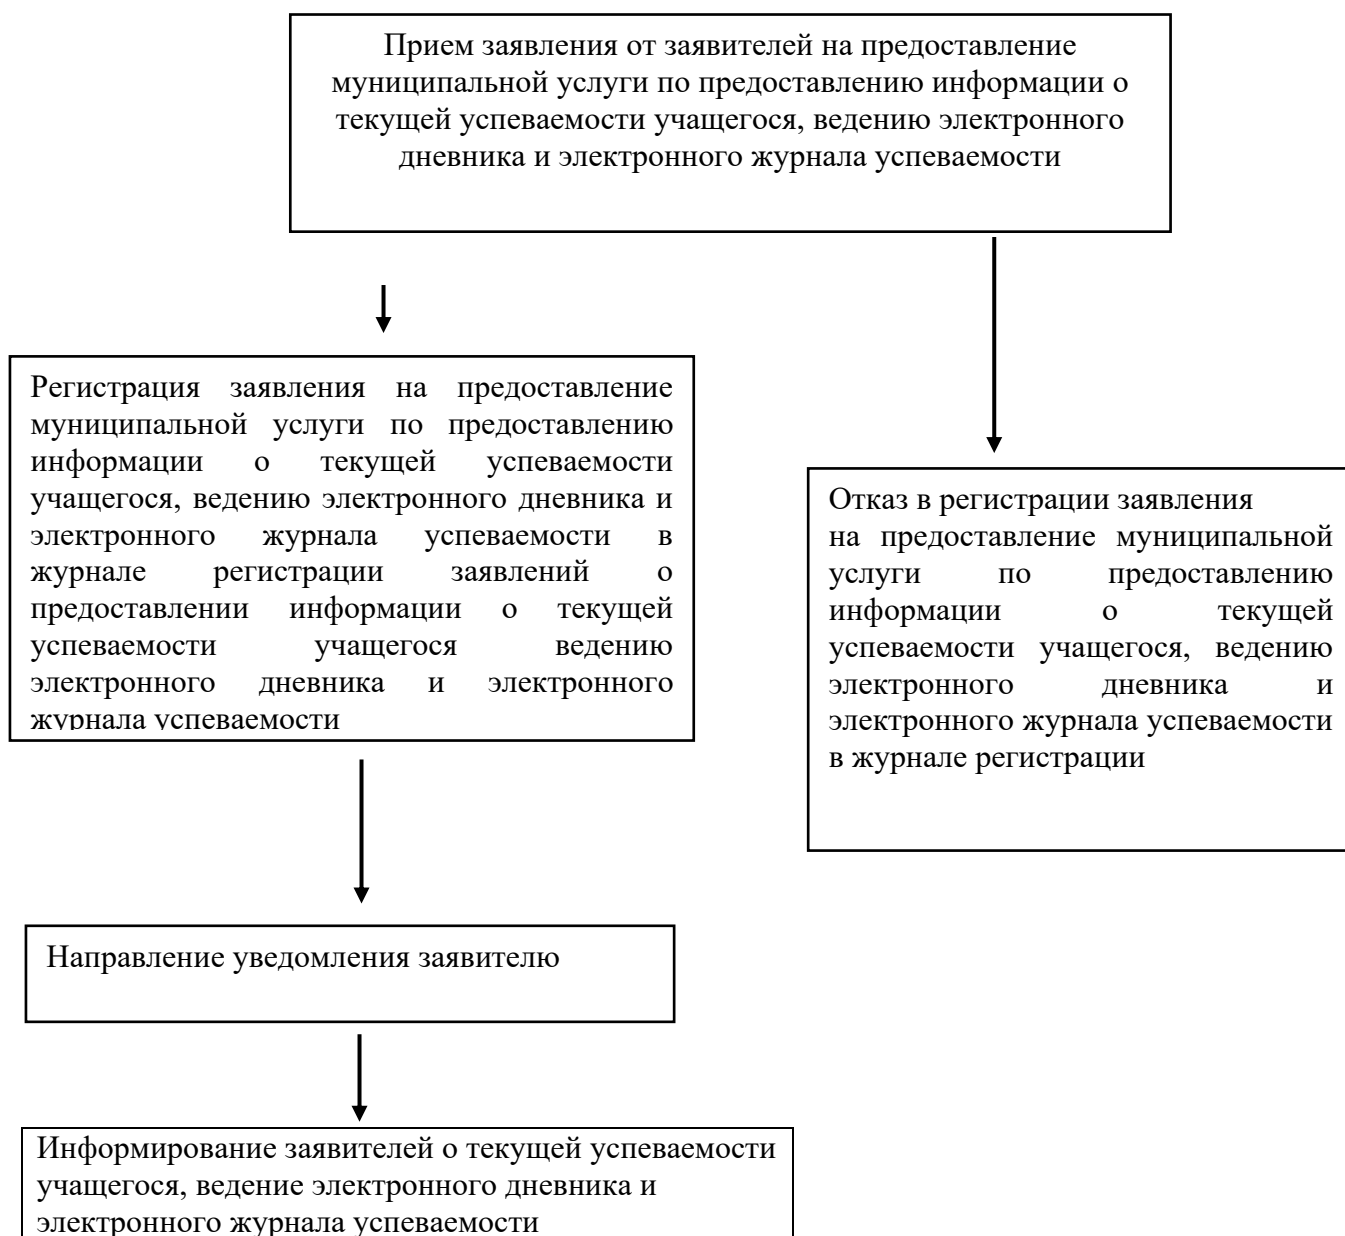 Прием заявления от заявителей на предоставление
муниципальной услуги по предоставлению информации о
текущей успеваемости учащегося, ведению электронного
дневника и электронного журнала успеваемости
Регистрация заявления на предоставление
муниципальной услуги по предоставлению
информации о текущей успеваемости
учащегося, ведению электронного дневника и
электронного журнала успеваемости в
журнале регистрации заявлений о
предоставлении информации о текущей
успеваемости учащегося ведению
электронного дневника и электронного
журнала успеваемости
Отказ в регистрации заявления
на предоставление муниципальной
услуги по предоставлению
информации о текущей
успеваемости учащегося, ведению
электронного дневника и
электронного журнала успеваемости
в журнале регистрации
Направление уведомления заявителю
Информирование заявителей о текущей успеваемости
учащегося, ведение электронного дневника и
электронного журнала успеваемости